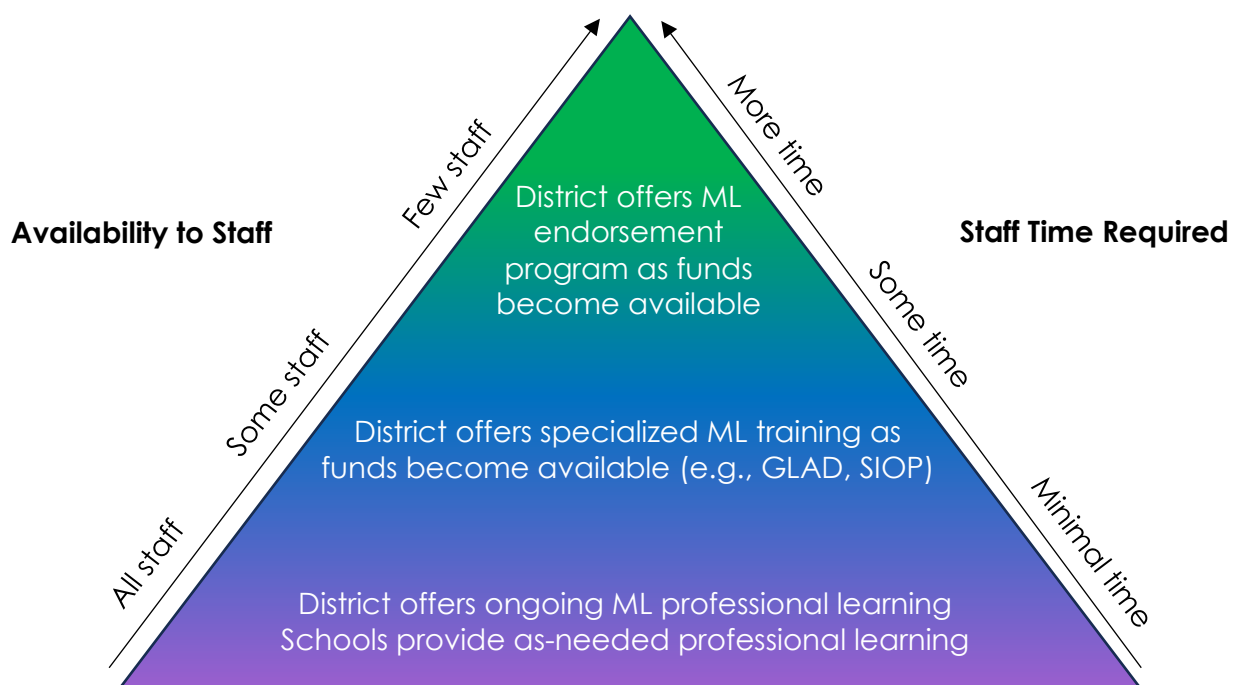 More time
Few staff
District offers ML
endorsement
program as funds
become available
Availability to Staff
Staff Time Required
Some time
Some staff
District offers specialized ML training as
funds become available (e.g., GLAD, SIOP)
Minimal time
All staff
District offers ongoing ML professional learning
Schools provide as-needed professional learning